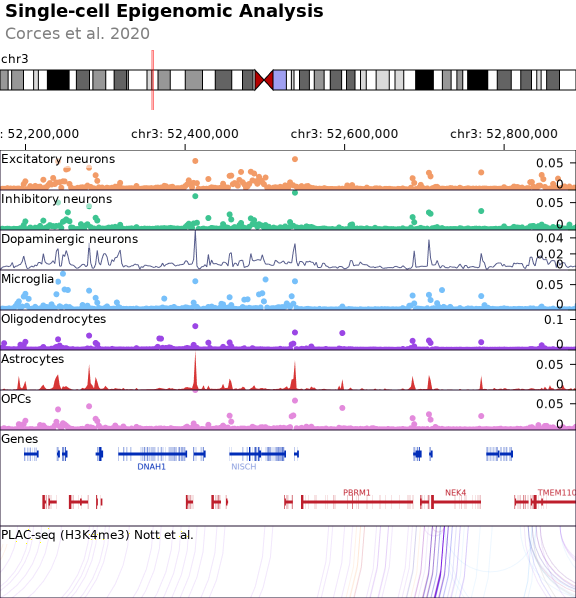 Single-cell Epigenomic Analysis
Corces et al. 2020
chr3
: 52,200,000 chr3: 52,400,000 chr3: 52,600,000 chr3: 52,800,000
Excitatory neurons 0.05
0
Inhibitory neurons 0.05
0
Dopaminergic neurons 0.04
0.02
0
Microglia 0.05
0
Oligodendrocytes 0.1
0
Astrocytes 0.05
0
OPCs 0.05
0
Genes
DNAH1 NISCH
PBRM1 NEK4 TMEM110
PLAC-seq (H3K4me3) Nott et al.